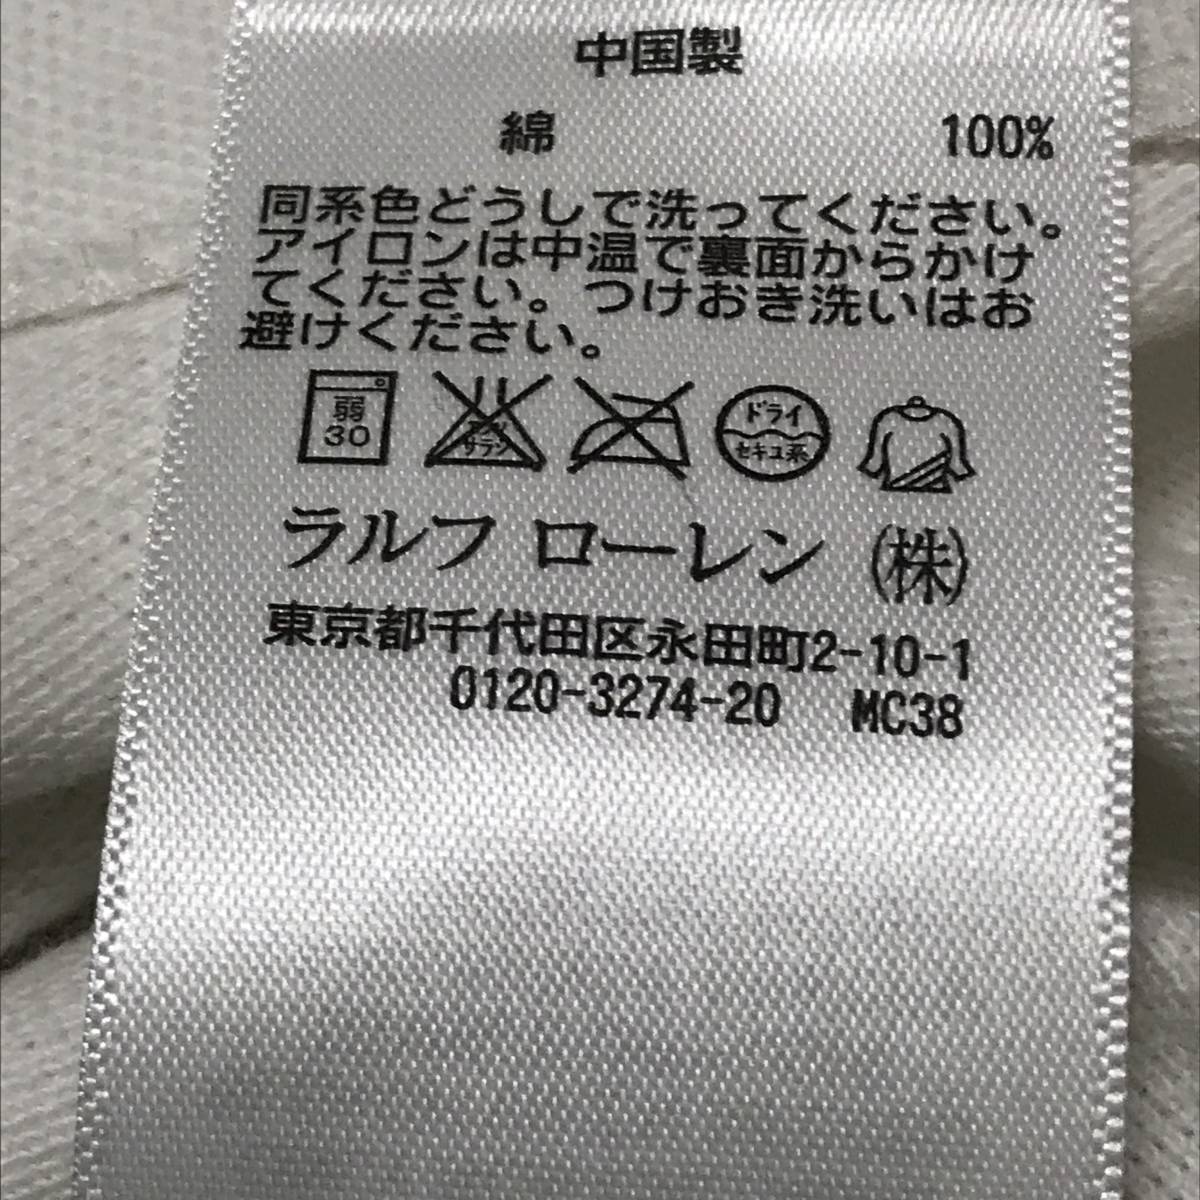 中国製
綿 100%
同系色どうしで洗ってください。
アイロンは中温で裏面からかけ
てください。つけおき洗いはお
避けください。
弱
30
サラシ
ドライ
セキユ系
ラルフ ローレン (株)
東京都千代田区永田町2-10-1
0120-3274-20 MC38